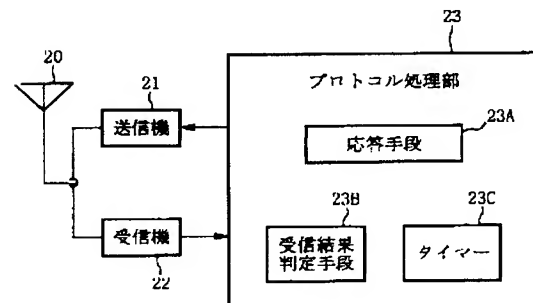 23
20
21
プロトコル処理部
送信機
23A
応答手段
23B
23C
受信機
受信結果
判定手段
タイマー
22